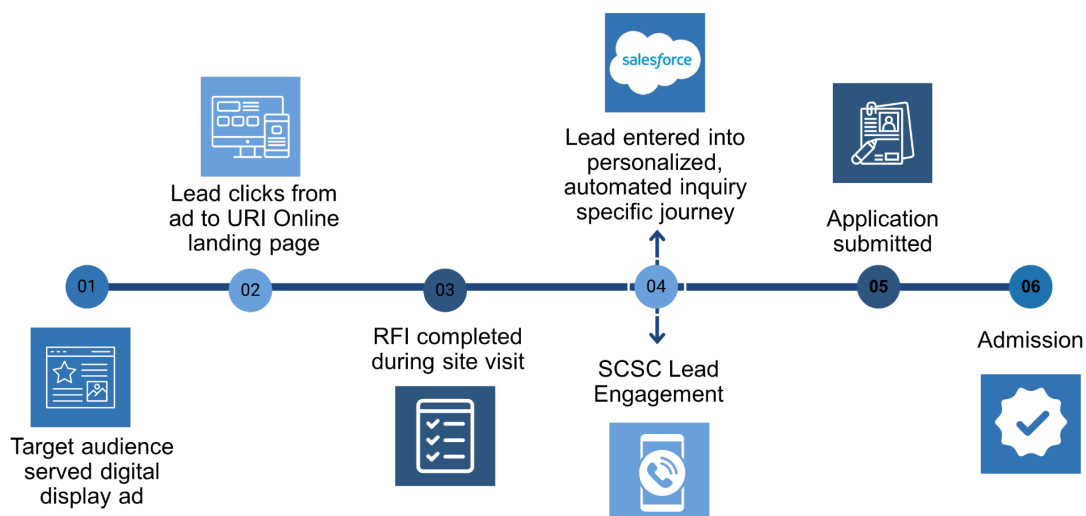 01
Target audience
served digital
display ad
Lead clicks from
ad to URI Online
landing page
02
03
RFI completed
during site visit
salesforce
Lead entered into
personalized,
automated inquiry
specific journey
04
SCSC Lead
Engagement
Application
submitted
05
06
Admission